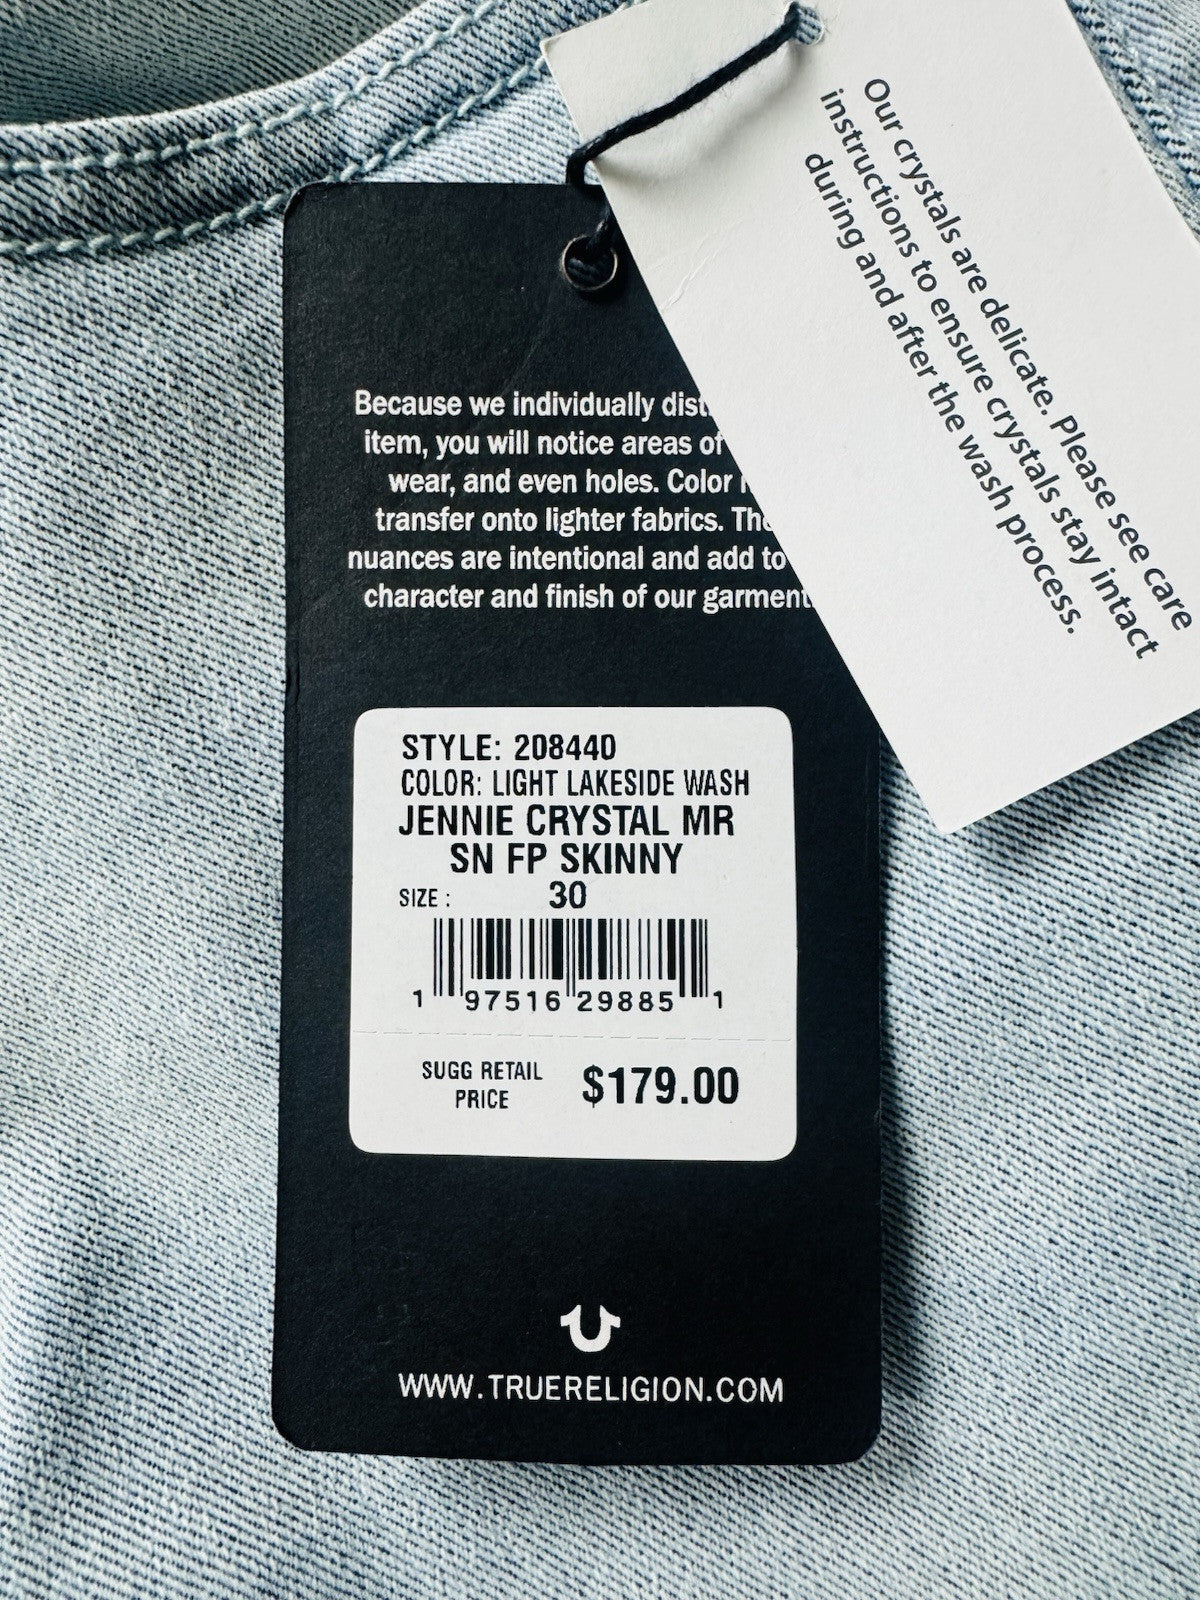 Our crystals are delicate. Please see care
instructions to ensure crystals stay intact
during and after the wash process.
Because we individually
item, you will notice areas of
wear, and even holes. Color
transfer onto lighter fabrics.
nuances are intentional and add to
character and finish of our
STYLE: 208440
COLOR: LIGHT LAKESIDE WASH
JENNIE CRYSTAL MR
SN FP SKINNY
SIZE : 30
1 97516 29885 1
SUGG RETAIL
PRICE
$179.00
WWW.TRUERELIGION.COM